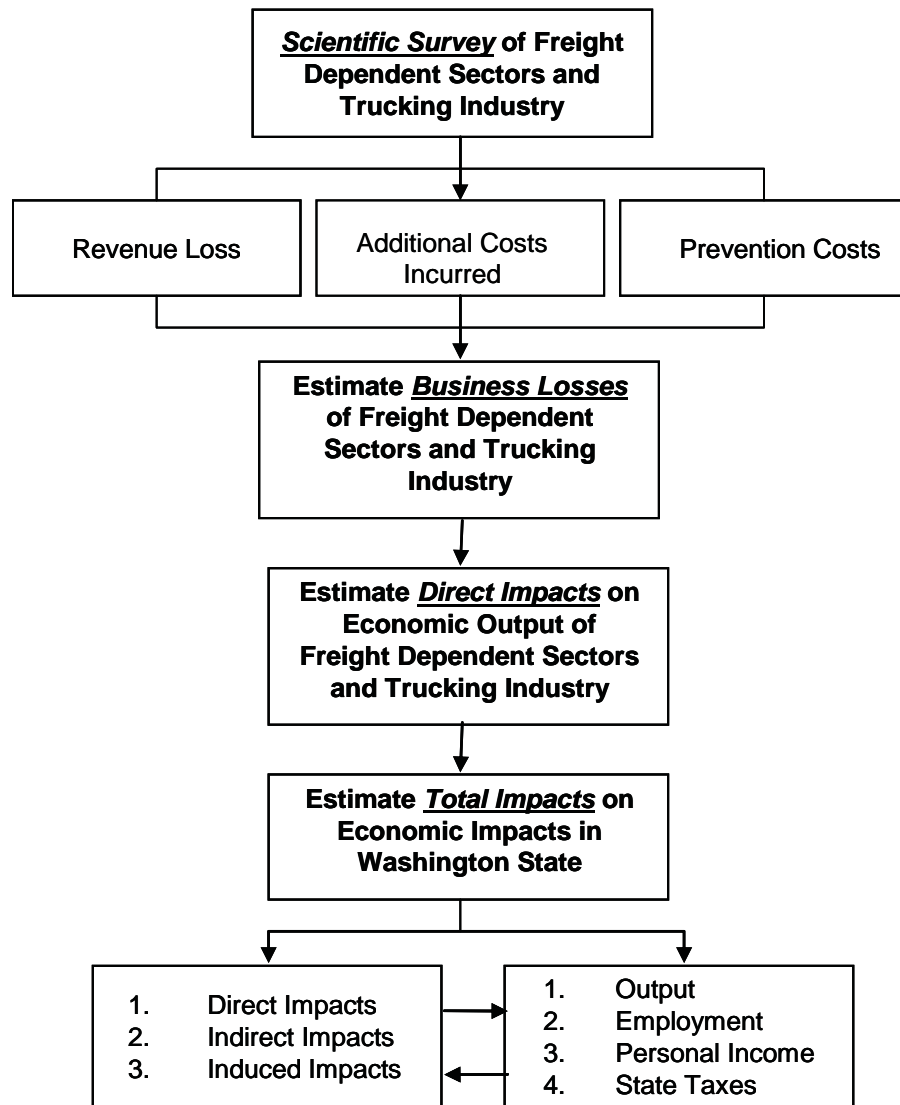 Scientific Survey of Freight
Dependent Sectors and
Trucking Industry
Revenue Loss
Additional Costs
Incurred
Prevention Costs
Estimate Business Losses
of Freight Dependent
Sectors and Trucking
Industry
Estimate Direct Impacts on
Economic Output of
Freight Dependent Sectors
and Trucking Industry
Estimate Total Impacts on
Economic Impacts in
Washington State
1. Direct Impacts
2. Indirect Impacts
3. Induced Impacts
1. Output
2. Employment
3. Personal Income
4. State Taxes